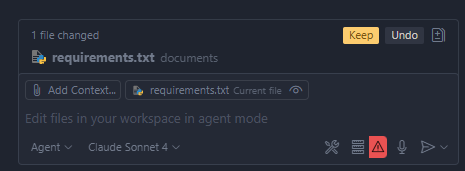 1 file changed Keep Undo
requirements.txt documents
Add Context... requirements.txt Current file
Edit files in your workspace in agent mode
Agent Claude Sonnet 4